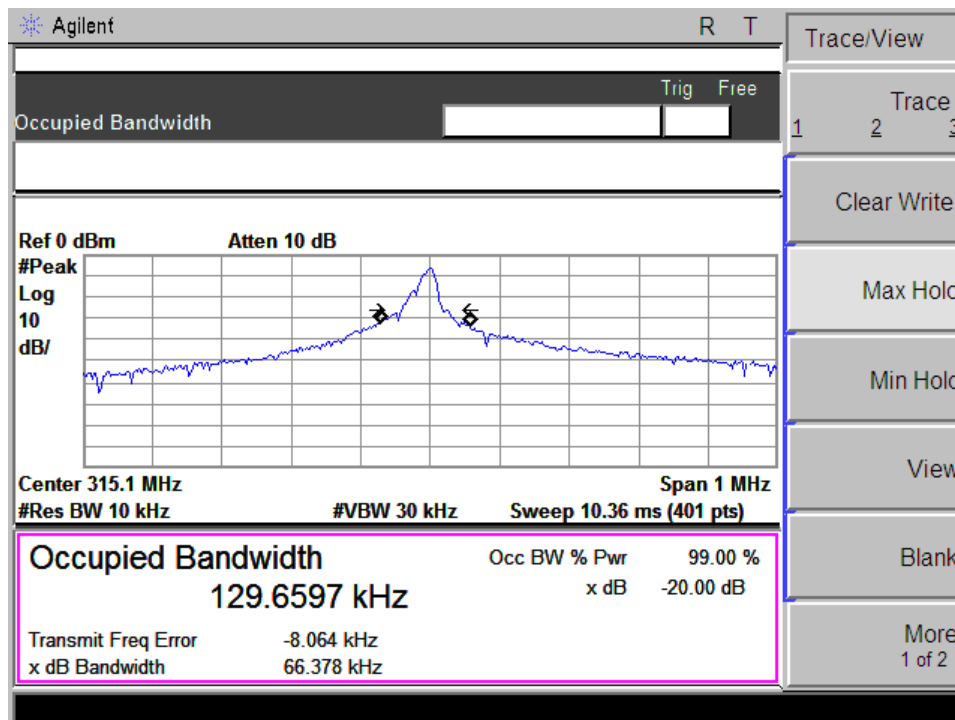 Agilent R T
Trace/View
Trig Free
Occupied Bandwidth
Trace
1 2 3
Clear Write
Max Hold
Min Hold
View
Blank
More
1 of 2
Ref 0 dBm Atten 10 dB
#Peak
Log
10
dB/
Center 315.1 MHz Span 1 MHz
#Res BW 10 kHz #VBW 30 kHz Sweep 10.36 ms (401 pts)
Occupied Bandwidth
129.6597 kHz
Occ BW % Pwr 99.00 %
x dB -20.00 dB
Transmit Freq Error -8.064 kHz
x dB Bandwidth 66.378 kHz